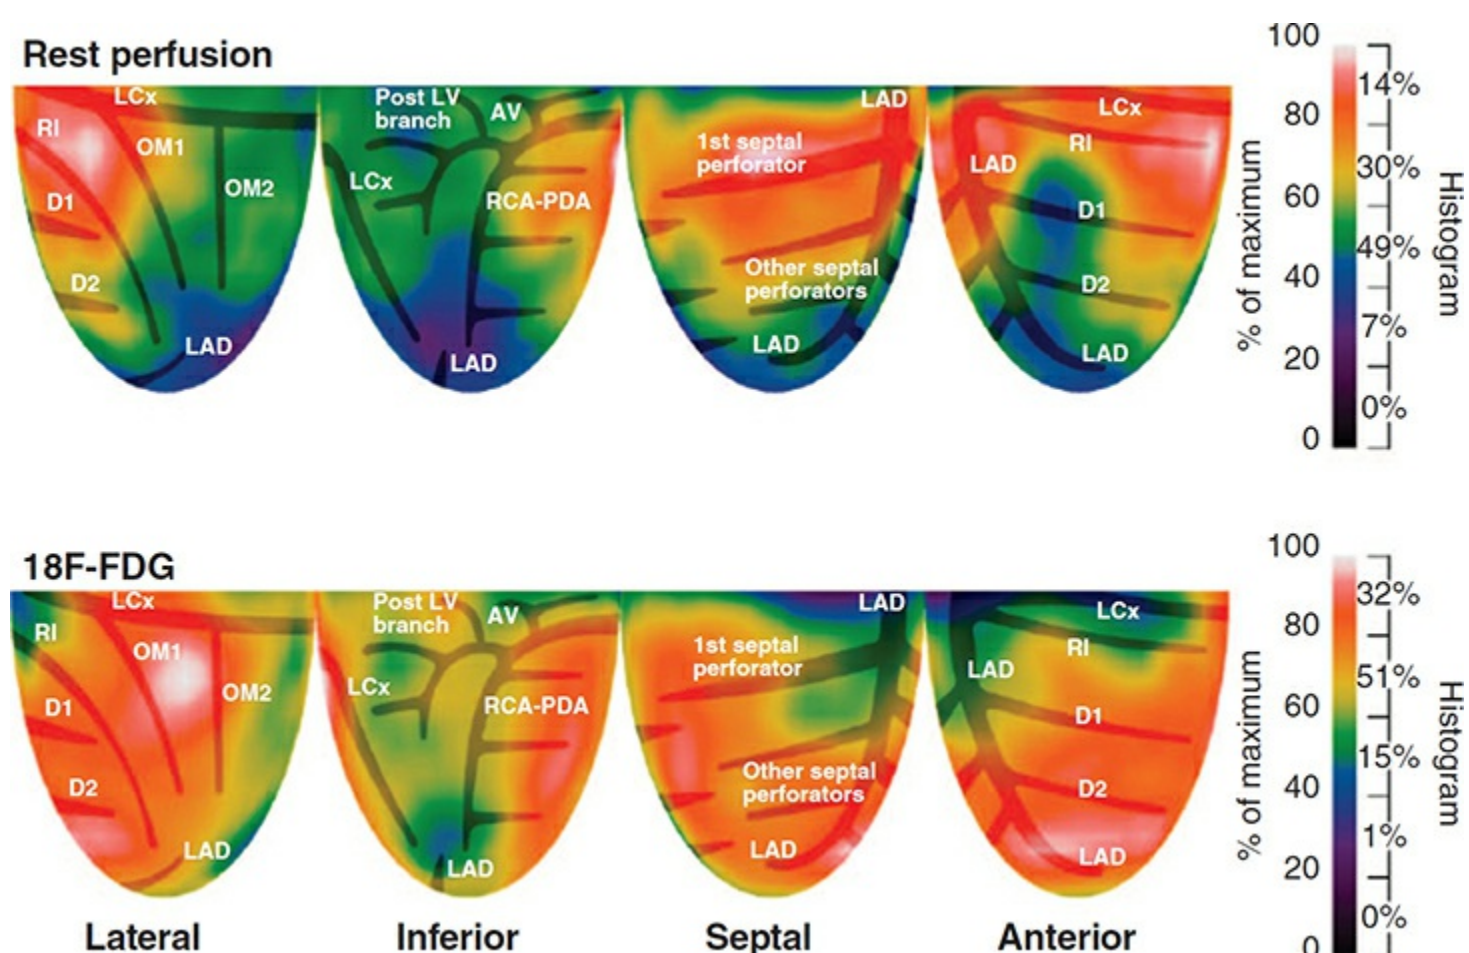 Rest perfusion
LCx
RI
OM1
D1
OM2
D2
LAD
Post LV
branch
AV
LCx
RCA-PDA
LAD
LAD
1st septal
perforator
Other septal
perforators
LAD
LCx
RI
LAD
D1
D2
LAD
% of maximum
100
80
60
40
20
0
14%
30%
49%
7%
0%
Histogram
18F-FDG
LCx
RI
OM1
OM2
D1
D2
LAD
Post LV
branch
AV
LCx
RCA-PDA
LAD
LAD
1st septal
perforator
Other septal
perforators
LAD
LCx
RI
LAD
D1
D2
LAD
% of maximum
100
80
60
40
20
0
32%
51%
15%
1%
0%
Histogram
Lateral
Inferior
Septal
Anterior